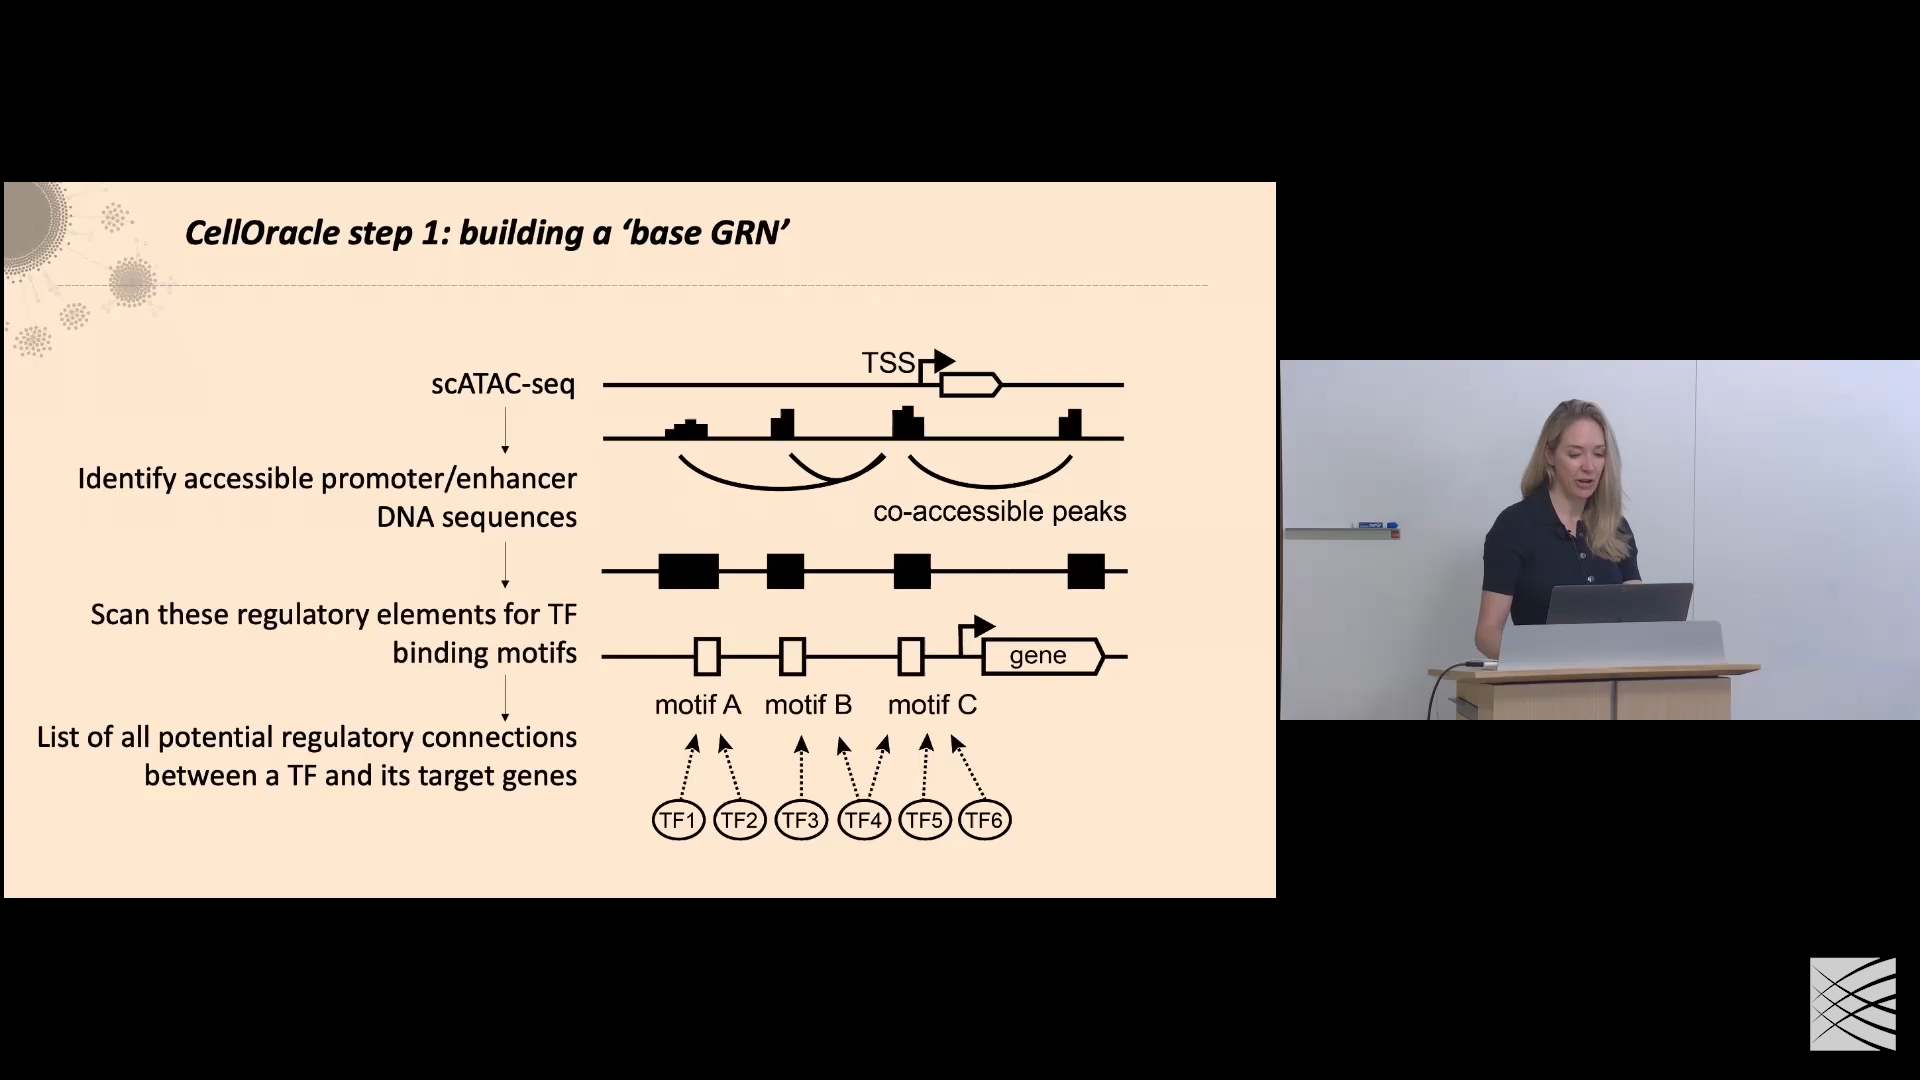 CellOracle step 1: building a ‘base GRN’
scATAC-seq
Identify accessible promoter/enhancer
DNA sequences
Scan these regulatory elements for TF
binding motifs
List of all potential regulatory connections
between a TF and its target genes
TSS
co-accessible peaks
gene
motif A
motif B
motif C
TF1
TF2
TF3
TF4
TF5
TF6